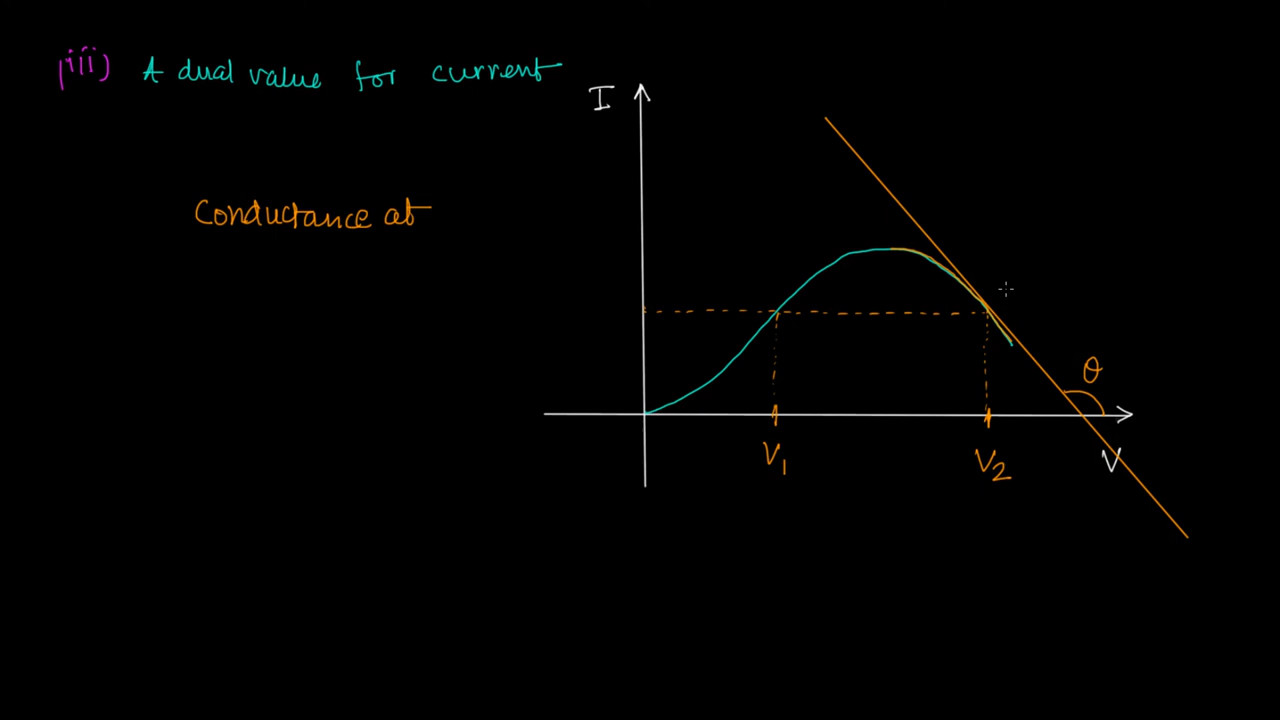 (iii) A dual value for current
I
Conductance at
θ
V₁
V₂
V